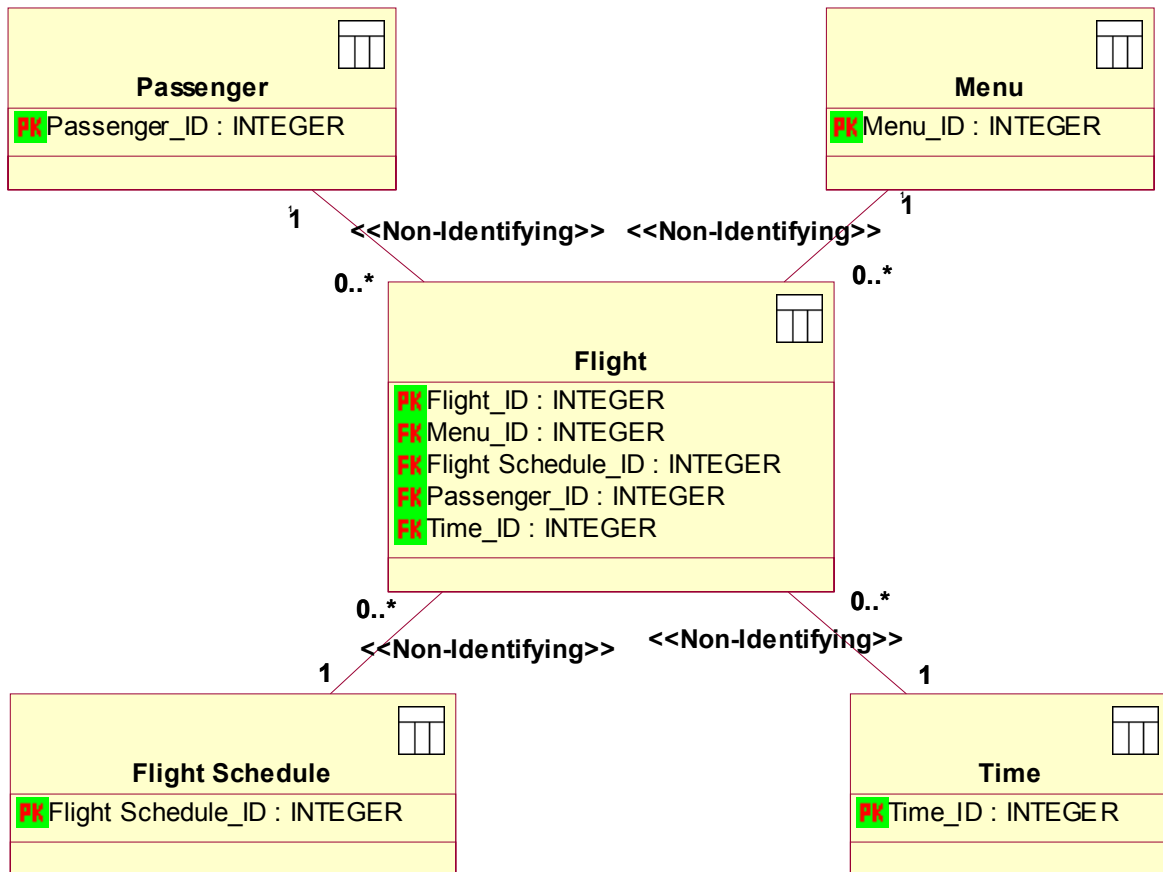 Passenger
PK Passenger_ID : INTEGER
Menu
PK Menu_ID : INTEGER
1
1
1
1
<<Non-Identifying>>
<<Non-Identifying>>
0..*
0..*
Flight
PK Flight_ID : INTEGER
FK Menu_ID : INTEGER
FK Flight Schedule_ID : INTEGER
FK Passenger_ID : INTEGER
FK Time_ID : INTEGER
0..*
0..*
<<Non-Identifying>>
<<Non-Identifying>>
1
1
Flight Schedule
PK Flight Schedule_ID : INTEGER
Time
PK Time_ID : INTEGER